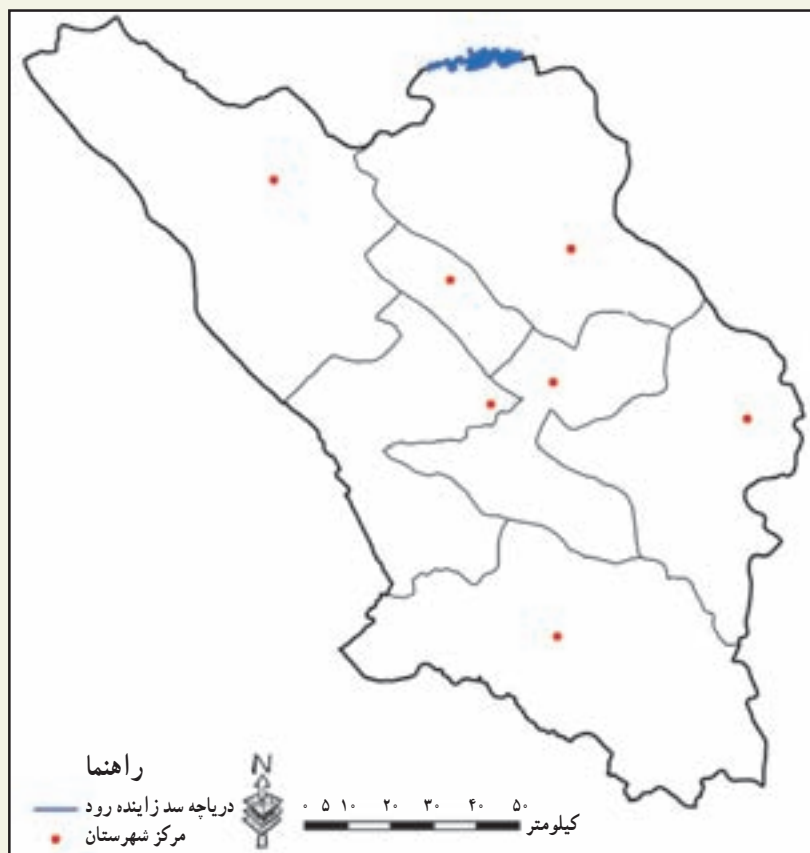 راهنما
دریاچه سد زاینده رود
مرکز شهرستان
N
۰ ۵ ۱۰ ۲۰ ۳۰ ۴۰ ۵۰
کیلومتر